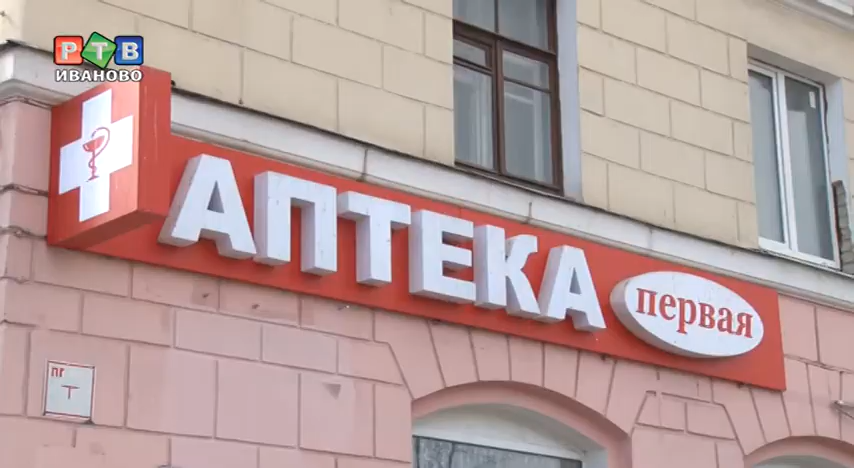 РТВ
ИВАНОВО
АПТЕКА
первая
ПГ
Т